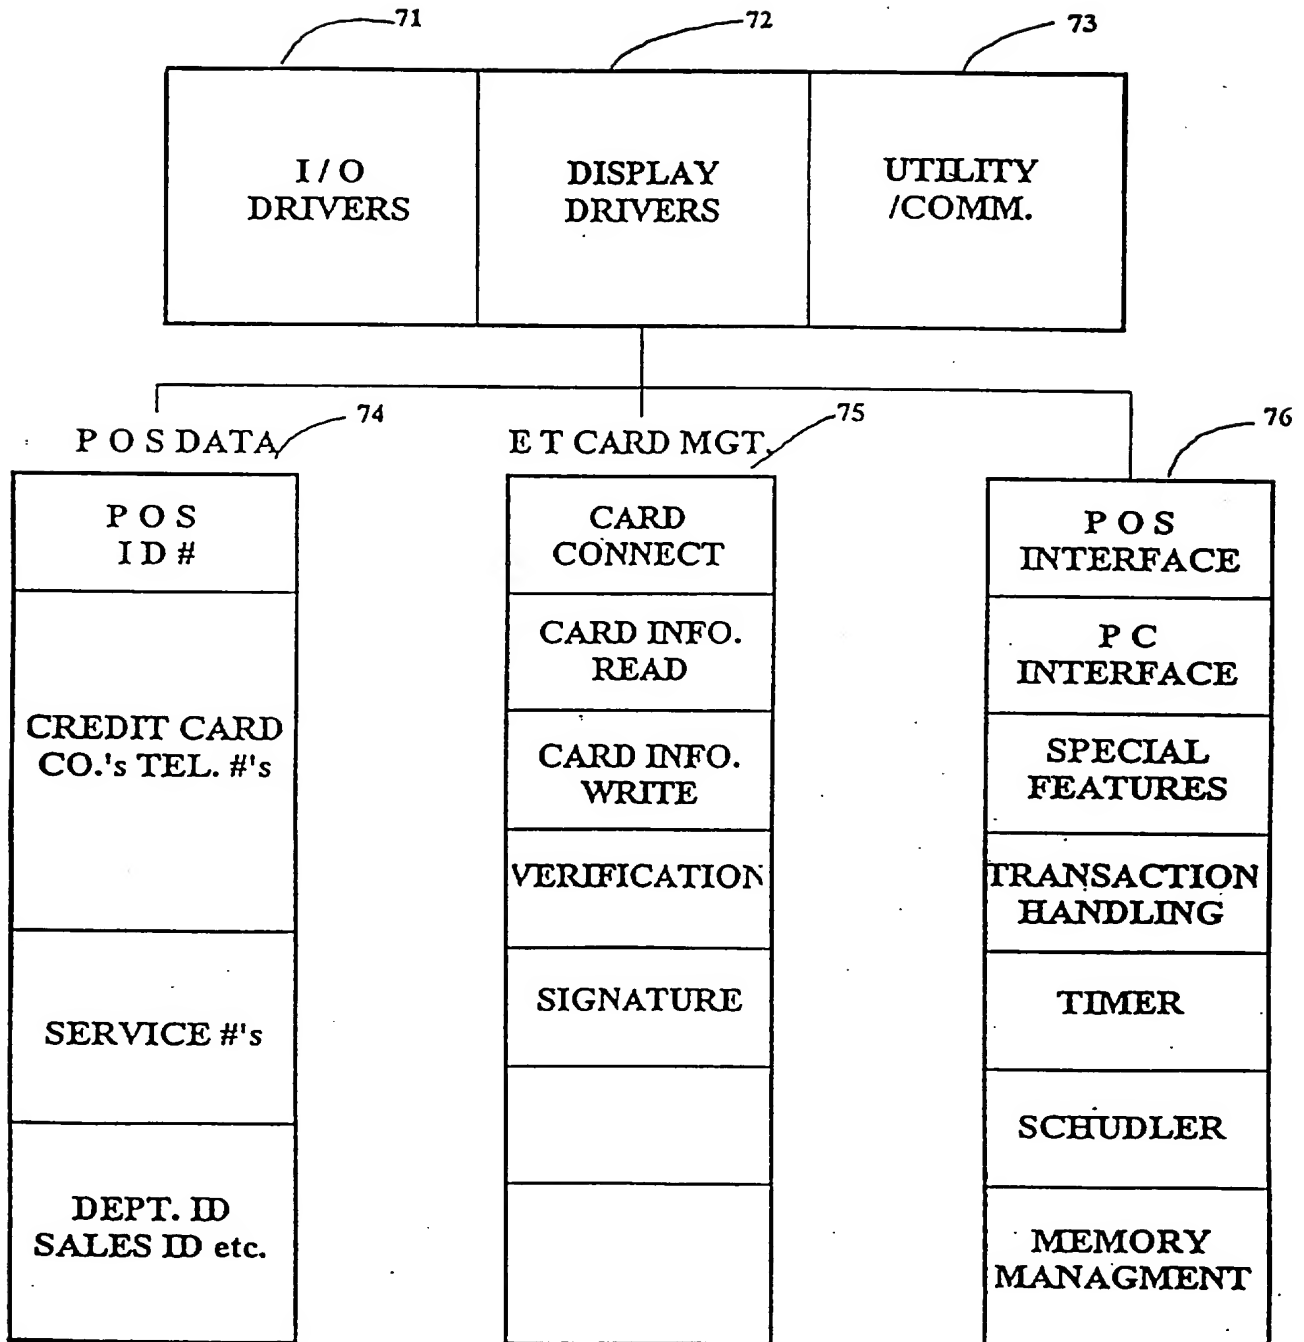 71
72
73
I / O
DRIVERS
DISPLAY
DRIVERS
UTILITY
/COMM.
74
75
76
P O S DATA
E T CARD MGT.
P O S
I D #
CREDIT CARD
CO.'s TEL. #'s
SERVICE #'s
DEPT. ID
SALES ID etc.
CARD
CONNECT
CARD INFO.
READ
CARD INFO.
WRITE
VERIFICATION
SIGNATURE
P O S
INTERFACE
P C
INTERFACE
SPECIAL
FEATURES
TRANSACTION
HANDLING
TIMER
SCHUDLER
MEMORY
MANAGMENT